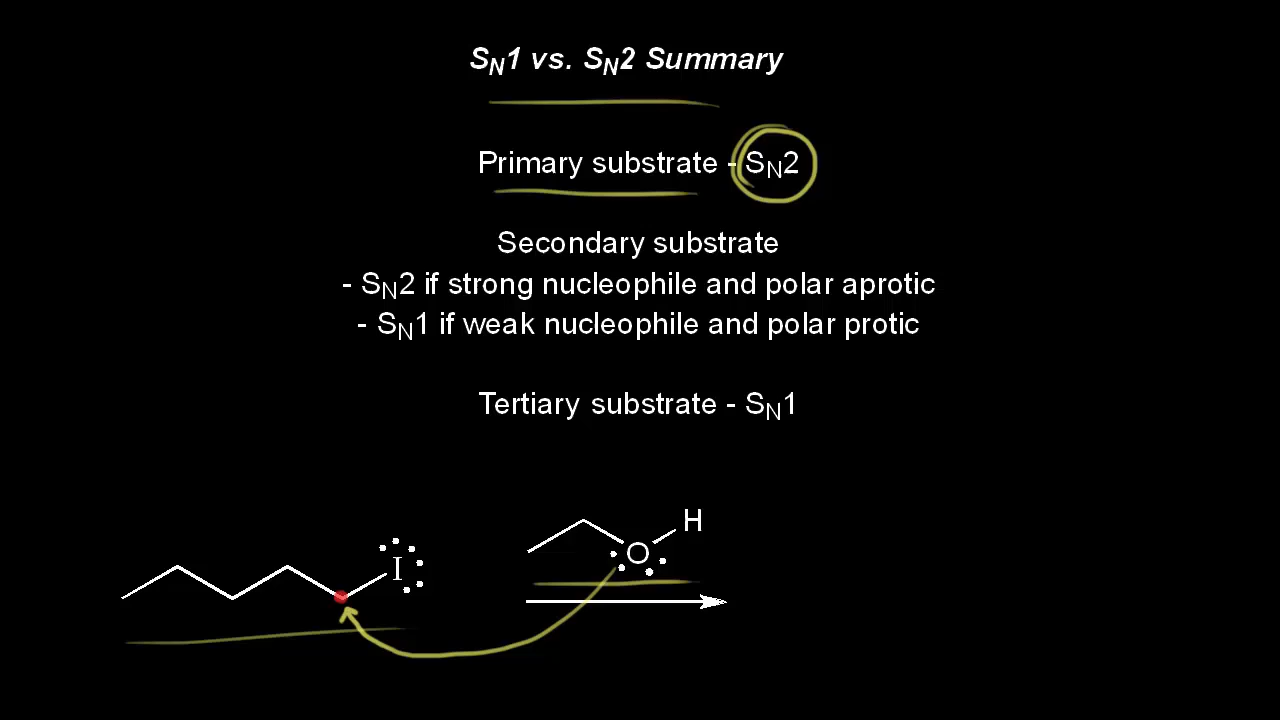 SN1 vs. SN2 Summary
Primary substrate - SN2
Secondary substrate
- SN2 if strong nucleophile and polar aprotic
- SN1 if weak nucleophile and polar protic
Tertiary substrate - SN1
H
I
O